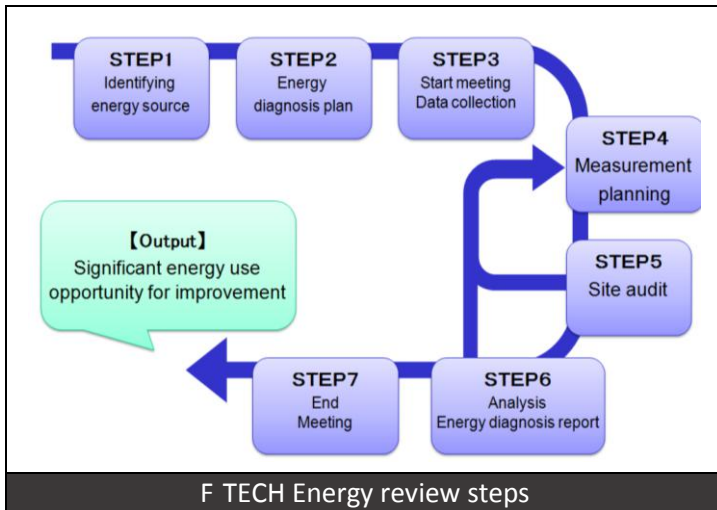 STEP1
Identifying
energy source
STEP2
Energy
diagnosis plan
STEP3
Start meeting
Data collection
STEP4
Measurement
planning
STEP5
Site audit
STEP6
Analysis
Energy diagnosis report
STEP7
End
Meeting
【Output】
Significant energy use
opportunity for improvement
F TECH Energy review steps